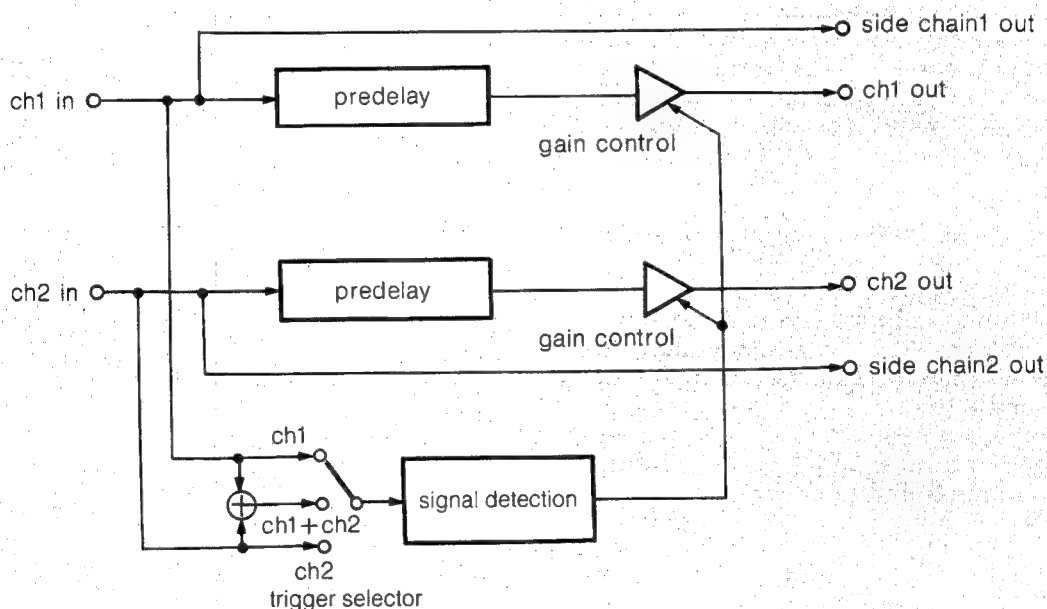 side chain1 out
ch1 in
predelay
ch1 out
gain control
ch2 in
predelay
ch2 out
gain control
side chain2 out
ch1
signal detection
ch1+ch2
ch2
trigger selector